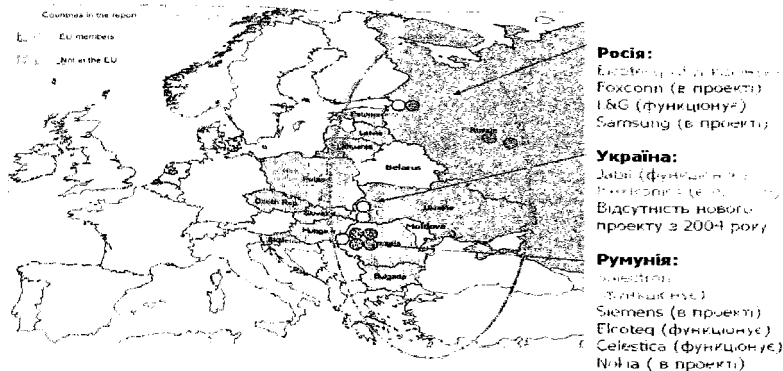 Countries in the report
EU members
Not in the EU
Росія:
Foxconn (в проекті)
L&G (функціонує)
Samsung (в проекті)
Україна:
Jabil
Відсутність нового
проекту з 2004 року
Румунія:
Siemens (в проекті)
Elcoteq (функціонує)
Celestica (функціонує)
Nokia ( в проекті)
Estonia
Latvia
Lithuania
Belarus
Poland
Czech Rep.
Slovakia
Ukraine
Hungary
Moldova
Romania
Bulgaria
Russia